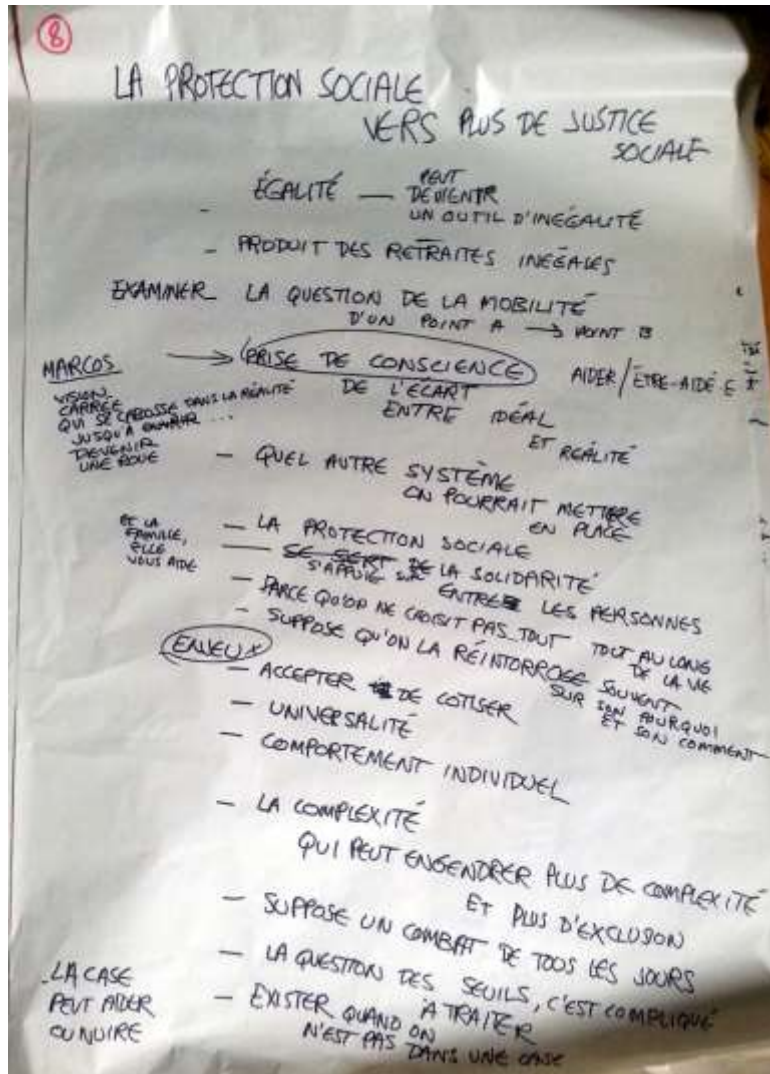 8
LA PROTECTION SOCIALE
VERS PLUS DE JUSTICE
SOCIALE
ÉGALITÉ — PEUT
DEVIENTR
UN OUTIL D'INÉGALITÉ
- PRODUIT DES RETRAITES INÉGALES
EXAMINER LA QUESTION DE LA MOBILITÉ
D'UN POINT A → POINT B
MARCOS → PRISE DE CONSCIENCE AIDER/ÊTRE-AIDÉ E
DE L'ÉCART
ENTRE IDÉAL
ET RÉALITÉ
VISION
CARRÉE
QUI SE CABOSSE DANS LA RÉALITÉ
JUSQU'À ...
DEVENIR
UNE ROUE
- QUEL AUTRE SYSTÈME
ON POURRAIT METTRE
EN PLACE
ET LA
FAMILLE,
ELLE
VOUS AIDE
- LA PROTECTION SOCIALE
— SE SERT DE LA SOLIDARITÉ
S'APPUIE SUR ENTRE LES PERSONNES
- PARCE QU'ON NE CHOISIT PAS TOUT TOUT AU LONG
DE LA VIE
- SUPPOSE QU'ON LA RÉINTORROGE SOUVENT
SUR SON POURQUOI
ET SON COMMENT
ENJEUX
- ACCEPTER DE COTISER
- UNIVERSALITÉ
- COMPORTEMENT INDIVIDUEL
- LA COMPLEXITÉ
QUI PEUT ENGENDRER PLUS DE COMPLEXITÉ
ET PLUS D'EXCLUSON
- SUPPOSE UN COMBAT DE TOUS LES JOURS
- LA QUESTION DES SEUILS, C'EST COMPLIQUÉ
À TRAITER
- EXISTER QUAND ON
N'EST PAS DANS UNE CASE
- LA CASE
PEUT AIDER
OU NUIRE